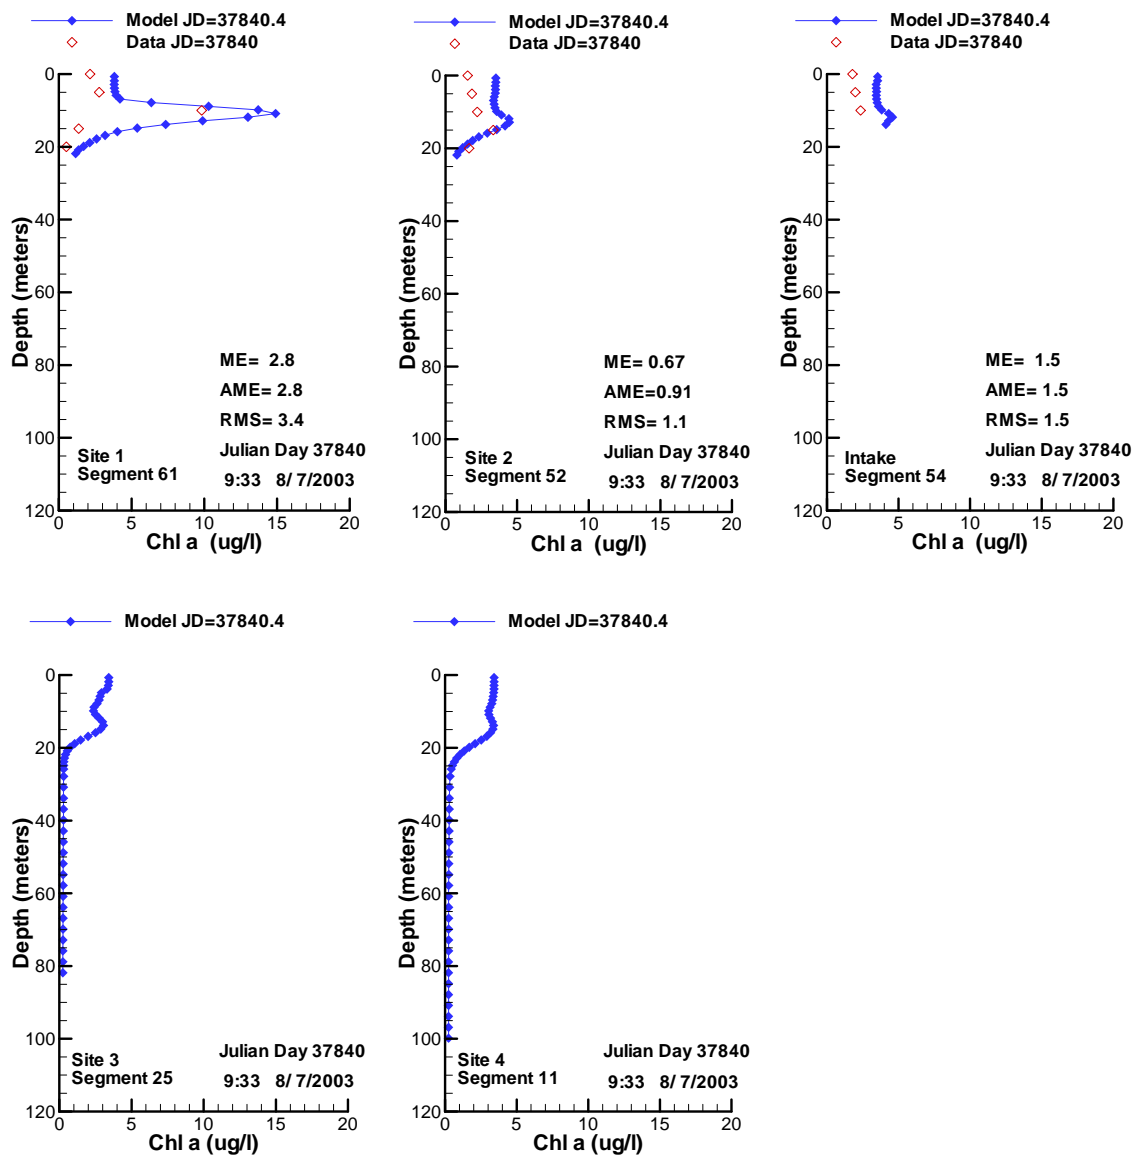 Model JD=37840.4
Data JD=37840
0
20
40
60
80
100
120
Depth (meters)
ME= 2.8
AME= 2.8
RMS= 3.4
Julian Day 37840
9:33 8/ 7/2003
Site 1
Segment 61
0 5 10 15 20
Chl a (ug/l)
Model JD=37840.4
Data JD=37840
0
20
40
60
80
100
120
Depth (meters)
ME= 0.67
AME=0.91
RMS= 1.1
Julian Day 37840
9:33 8/ 7/2003
Site 2
Segment 52
0 5 10 15 20
Chl a (ug/l)
Model JD=37840.4
Data JD=37840
0
20
40
60
80
100
120
Depth (meters)
ME= 1.5
AME= 1.5
RMS= 1.5
Julian Day 37840
9:33 8/ 7/2003
Intake
Segment 54
0 5 10 15 20
Chl a (ug/l)
Model JD=37840.4
0
20
40
60
80
100
120
Depth (meters)
Julian Day 37840
9:33 8/ 7/2003
Site 3
Segment 25
0 5 10 15 20
Chl a (ug/l)
Model JD=37840.4
0
20
40
60
80
100
120
Depth (meters)
Julian Day 37840
9:33 8/ 7/2003
Site 4
Segment 11
0 5 10 15 20
Chl a (ug/l)